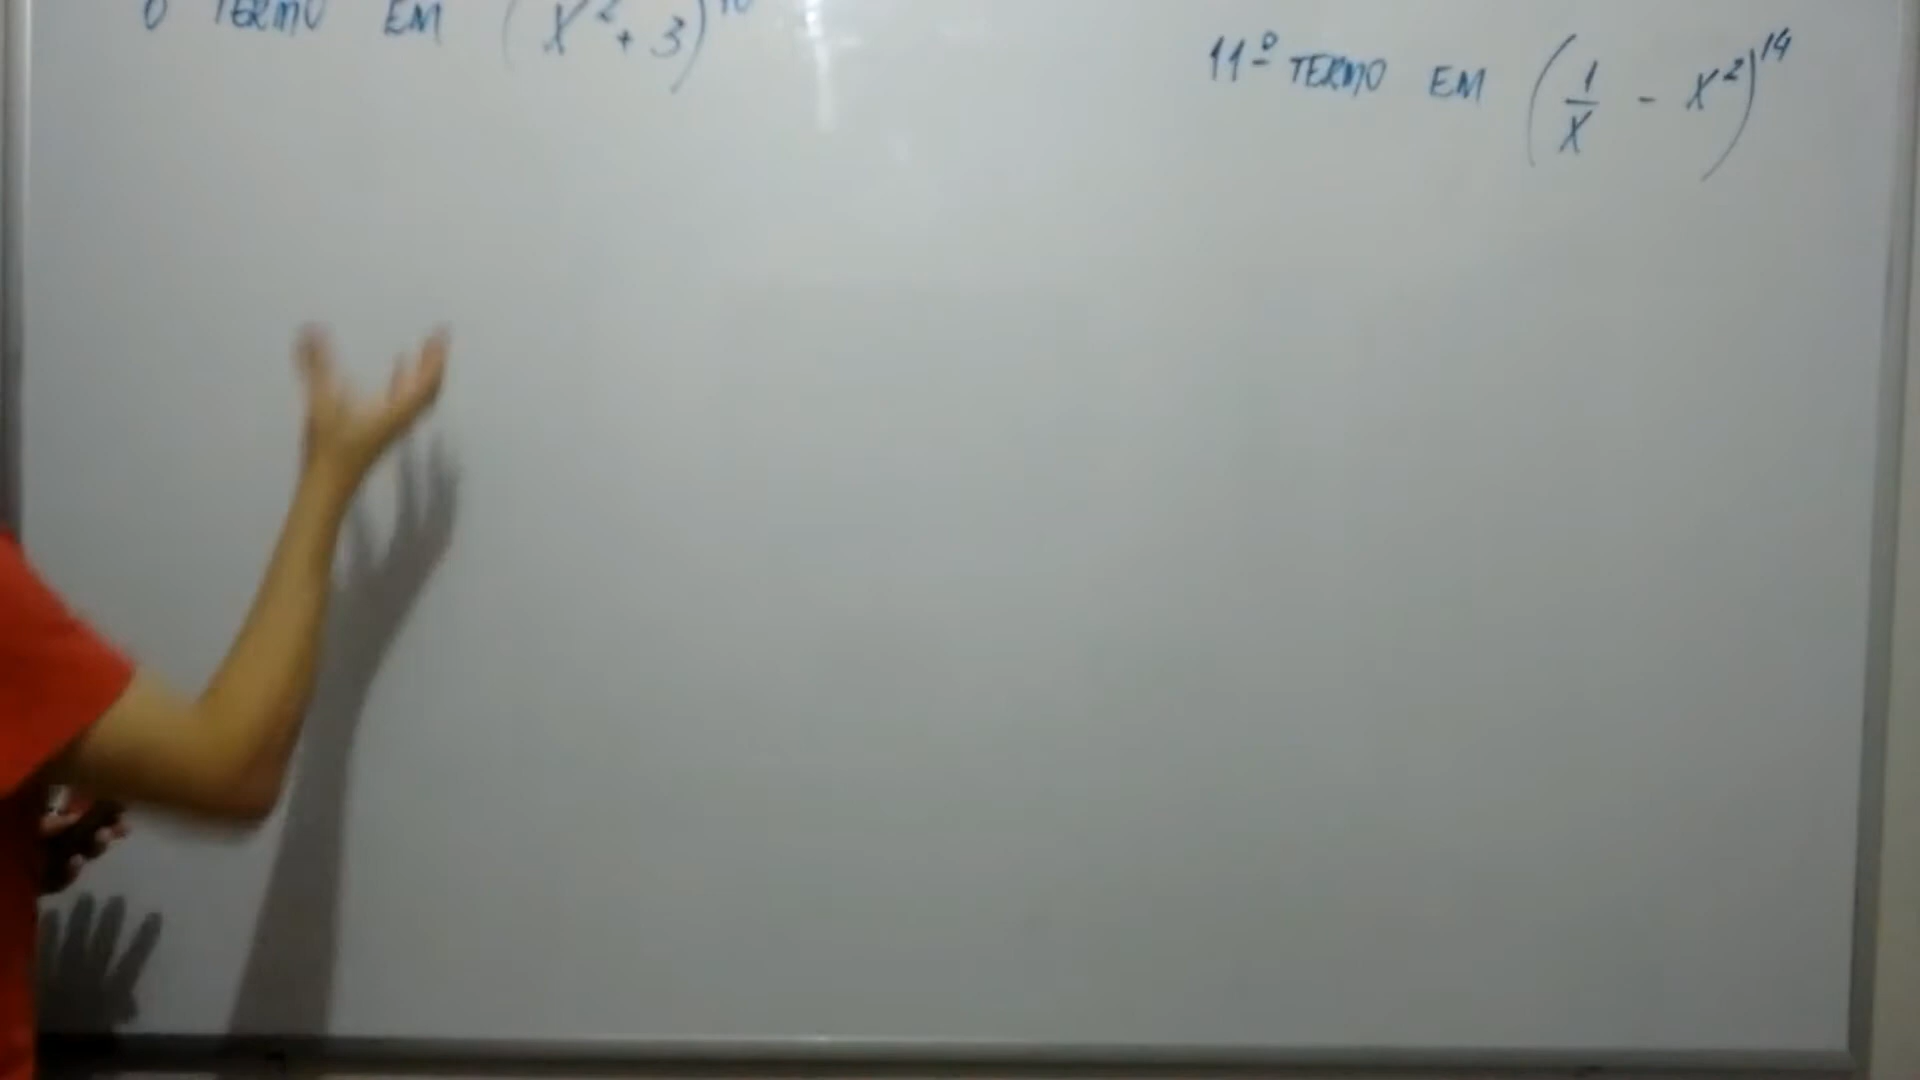 TERMO EM (X² + 3)
11º TERMO EM (1/X - X²)¹⁴